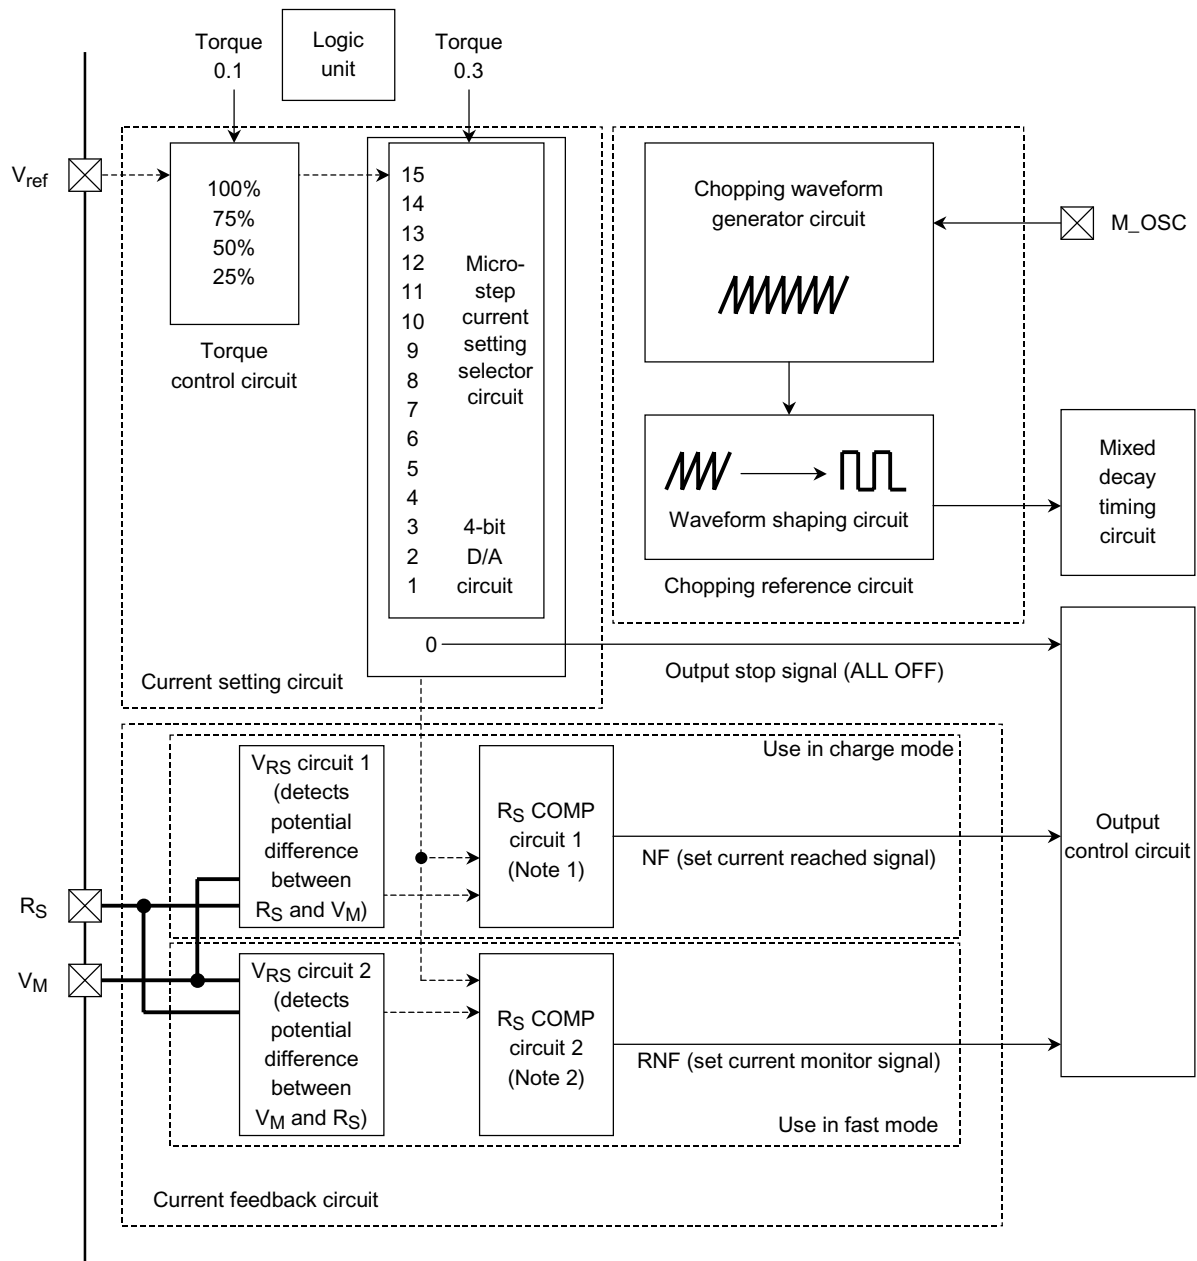 Torque
0.1
Logic
unit
Torque
0.3
Vref
100%
75%
50%
25%
Torque
control circuit
15
14
13
12
11
10
9
8
7
6
5
4
3
2
1
Micro-
step
current
setting
selector
circuit
4-bit
D/A
circuit
0
Current setting circuit
Chopping waveform
generator circuit
M_OSC
Waveform shaping circuit
Chopping reference circuit
Mixed
decay
timing
circuit
Output stop signal (ALL OFF)
Use in charge mode
VRS circuit 1
(detects
potential
difference
between
RS and VM)
RS COMP
circuit 1
(Note 1)
NF (set current reached signal)
Output
control circuit
RS
VM
VRS circuit 2
(detects
potential
difference
between
VM and RS)
RS COMP
circuit 2
(Note 2)
RNF (set current monitor signal)
Use in fast mode
Current feedback circuit